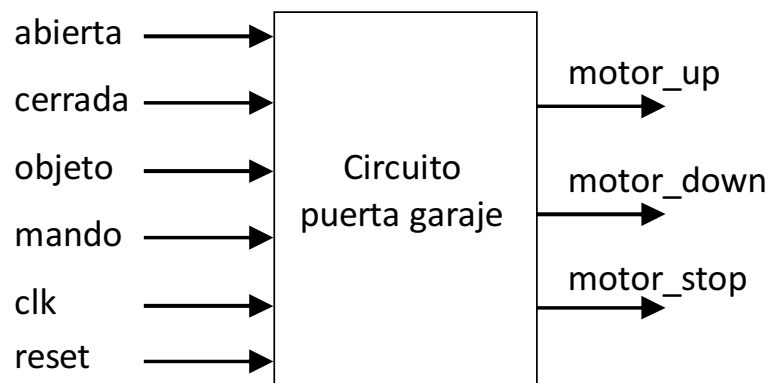 abierta
cerrada
objeto
mando
clk
reset
Circuito
puerta garaje
motor_up
motor_down
motor_stop